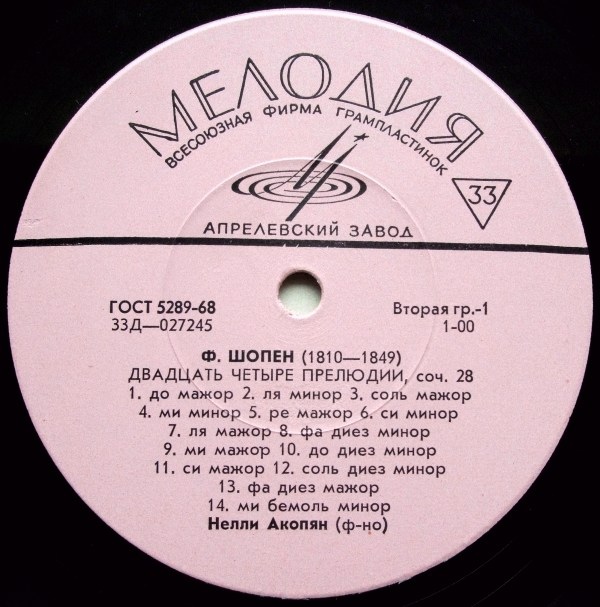 МЕЛОДИЯ
ВСЕСОЮЗНАЯ ФИРМА ГРАМПЛАСТИНОК
33
АПРЕЛЕВСКИЙ ЗАВОД
ГОСТ 5289-68
Вторая гр.-1
33Д—027245
1-00
Ф. ШОПЕН (1810—1849)
ДВАДЦАТЬ ЧЕТЫРЕ ПРЕЛЮДИИ, соч. 28
1. до мажор 2. ля минор 3. соль мажор
4. ми минор 5. ре мажор 6. си минор
7. ля мажор 8. фа диез минор
9. ми мажор 10. до диез минор
11. си мажор 12. соль диез минор
13. фа диез мажор
14. ми бемоль минор
Нелли Акопян (ф-но)